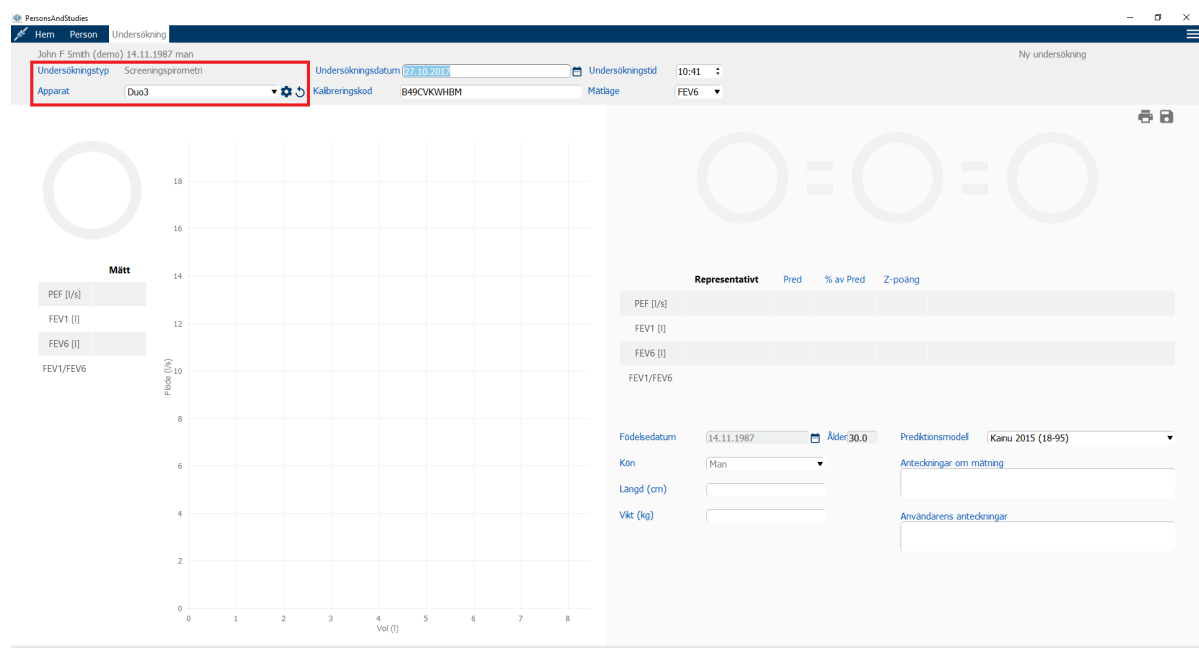 PersonsAndStudies
Hem Person Undersökning
John F Smith (demo) 14.11.1987 man Ny undersökning
Undersökningstyp Screeningspirometri Undersökningsdatum 27.10.2017 Undersökningstid 10:41
Apparat Duo3 Kalibreringskod B49CVKWHBM Mätläge FEV6
18
16
14
12
10
8
6
4
2
0
Flöde (l/s)
0 1 2 3 4 5 6 7 8
Vol (l)
Mätt
PEF [l/s]
FEV1 [l]
FEV6 [l]
FEV1/FEV6
Representativt Pred % av Pred Z-poäng
PEF [l/s]
FEV1 [l]
FEV6 [l]
FEV1/FEV6
Födelsedatum 14.11.1987 Ålder 30.0 Prediktionsmodell Kainu 2015 (18-95)
Kön Man Anteckningar om mätning
Längd (cm)
Vikt (kg) Användarens anteckningar